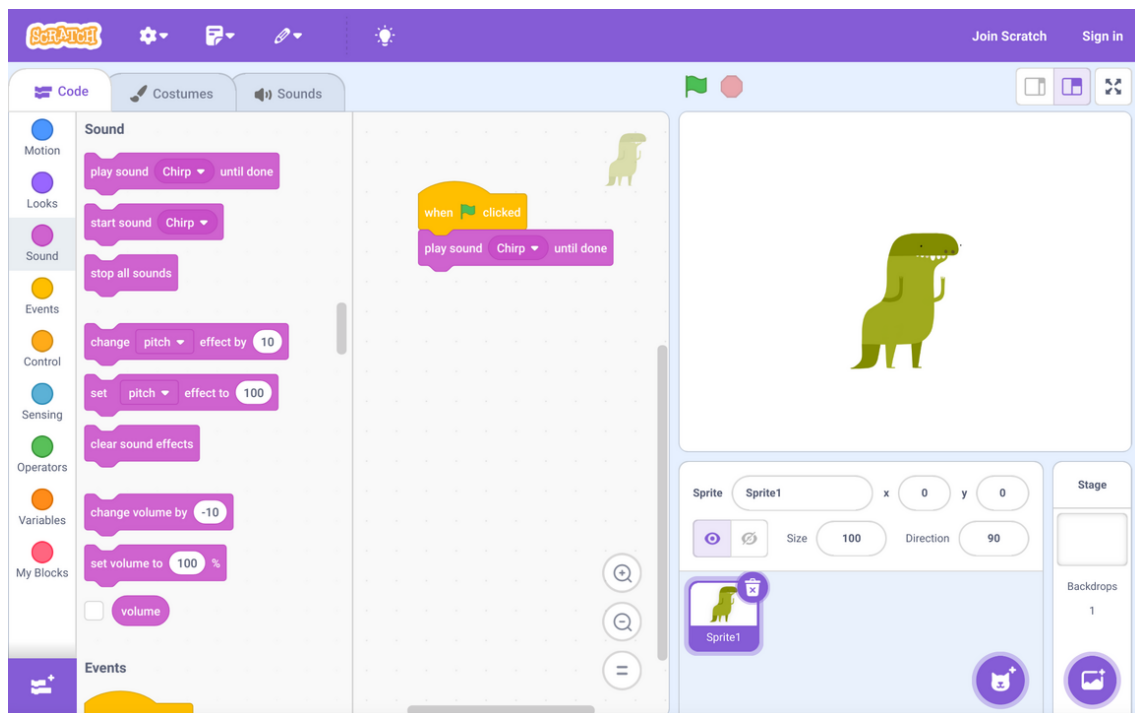 SCRATCH
Join Scratch
Sign in
Code
Costumes
Sounds
Motion
Looks
Sound
Events
Control
Sensing
Operators
Variables
My Blocks
Sound
play sound Chirp until done
start sound Chirp
stop all sounds
change pitch effect by 10
set pitch effect to 100
clear sound effects
change volume by -10
set volume to 100 %
volume
Events
when clicked
play sound Chirp until done
Sprite Sprite1 x 0 y 0
Size 100 Direction 90
Sprite1
Stage
Backdrops
1